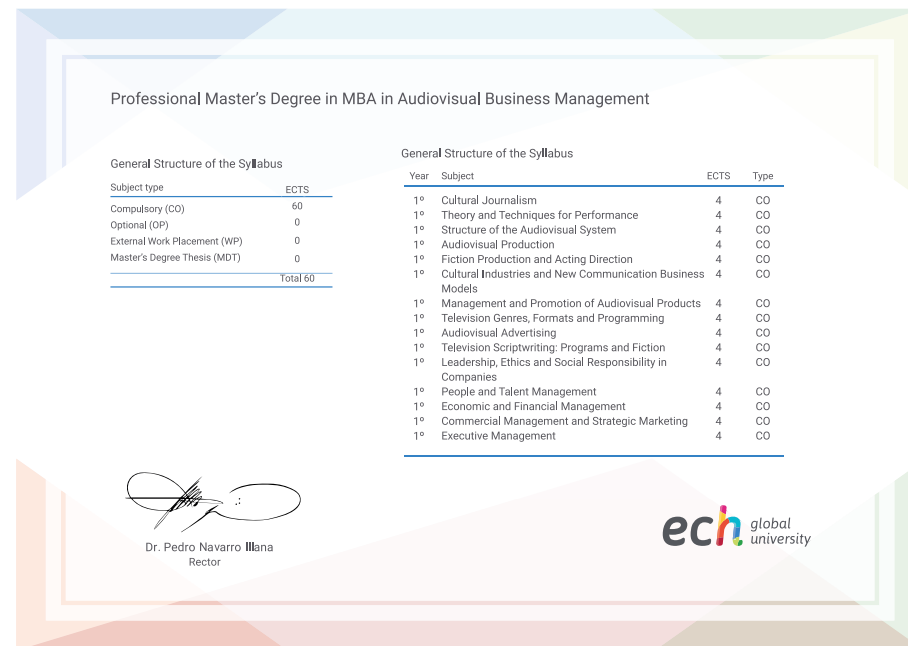 Professional Master's Degree in MBA in Audiovisual Business Management
General Structure of the Syllabus
Subject type ECTS
Compulsory (CO) 60
Optional (OP) 0
External Work Placement (WP) 0
Master's Degree Thesis (MDT) 0
Total 60
General Structure of the Syllabus
Year Subject ECTS Type
1º Cultural Journalism 4 CO
1º Theory and Techniques for Performance 4 CO
1º Structure of the Audiovisual System 4 CO
1º Audiovisual Production 4 CO
1º Fiction Production and Acting Direction 4 CO
1º Cultural Industries and New Communication Business 4 CO
Models
1º Management and Promotion of Audiovisual Products 4 CO
1º Television Genres, Formats and Programming 4 CO
1º Audiovisual Advertising 4 CO
1º Television Scriptwriting: Programs and Fiction 4 CO
1º Leadership, Ethics and Social Responsibility in 4 CO
Companies
1º People and Talent Management 4 CO
1º Economic and Financial Management 4 CO
1º Commercial Management and Strategic Marketing 4 CO
1º Executive Management 4 CO
Dr. Pedro Navarro Illana
Rector
ech global
university